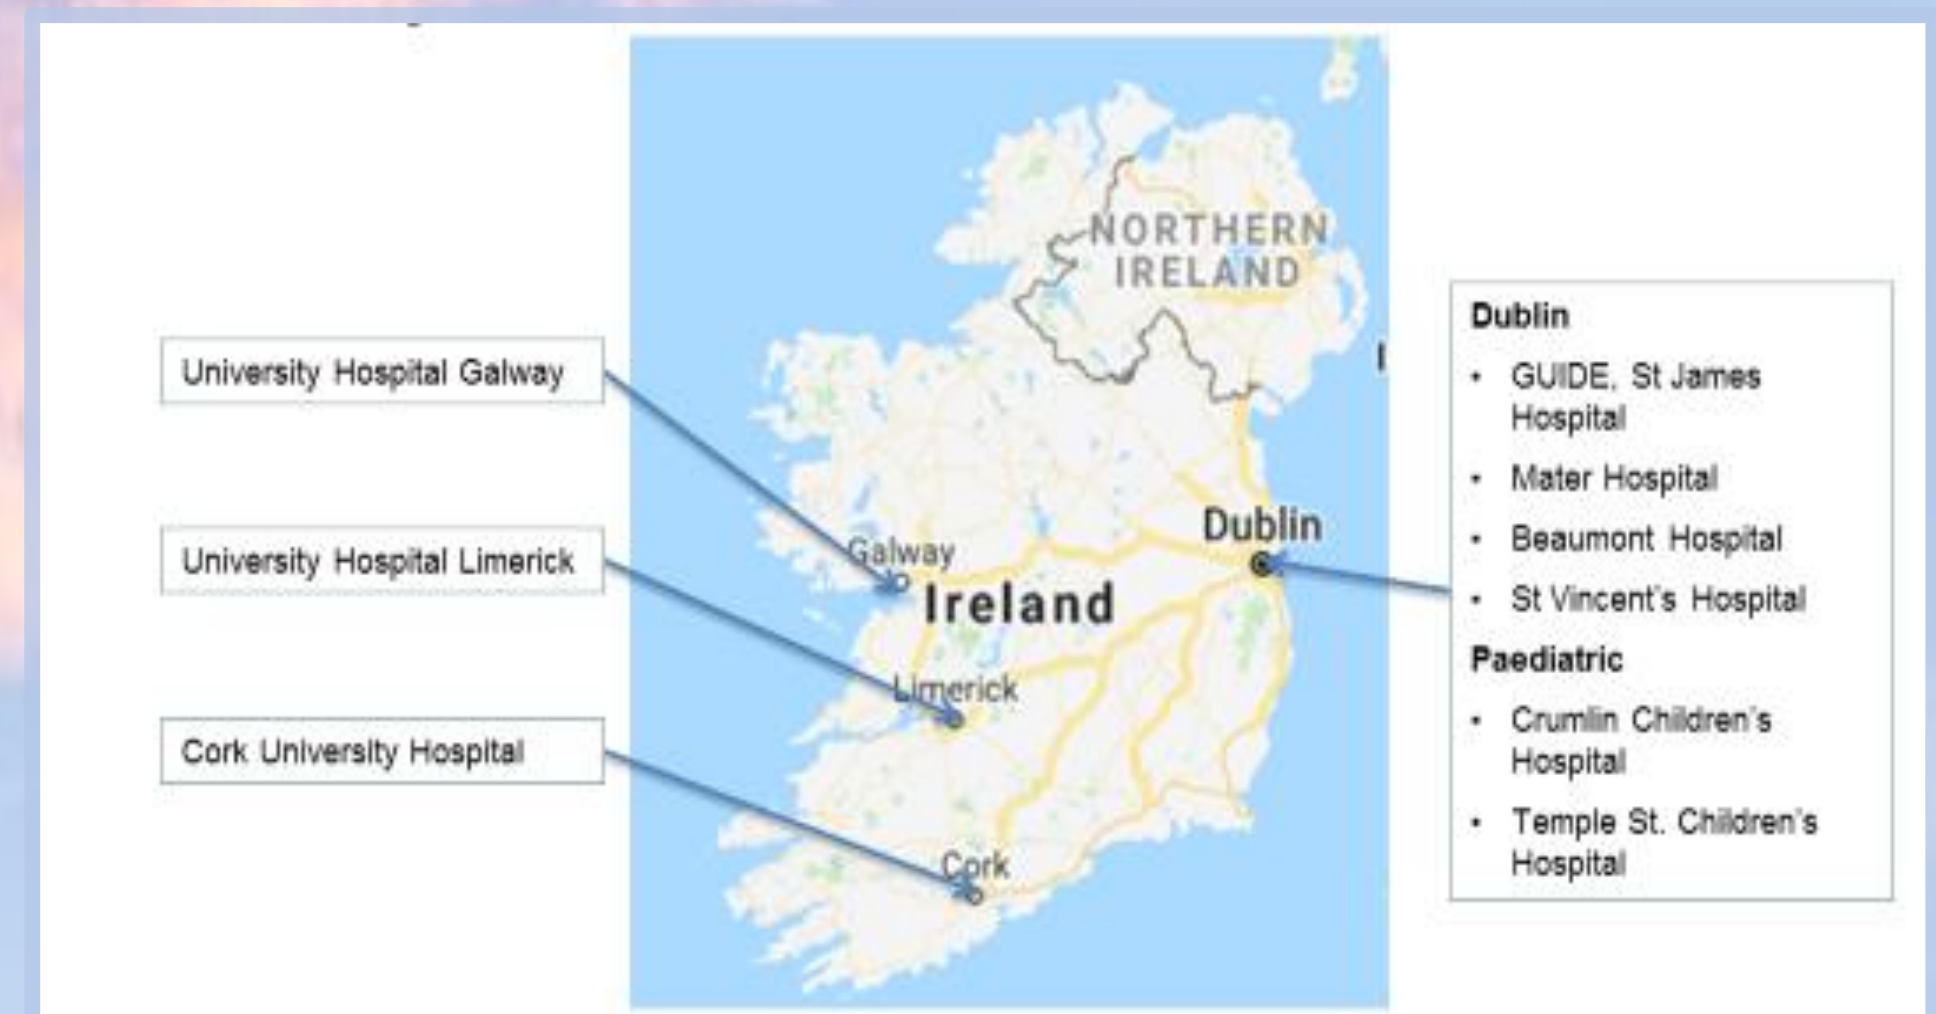 University Hospital Galway
University Hospital Limerick
Cork University Hospital
NORTHERN
IRELAND
Dublin
Galway
Ireland
Limerick
Cork
Dublin
• GUIDE, St James
Hospital
• Mater Hospital
• Beaumont Hospital
• St Vincent's Hospital
Paediatric
• Crumlin Children's
Hospital
• Temple St. Children's
Hospital